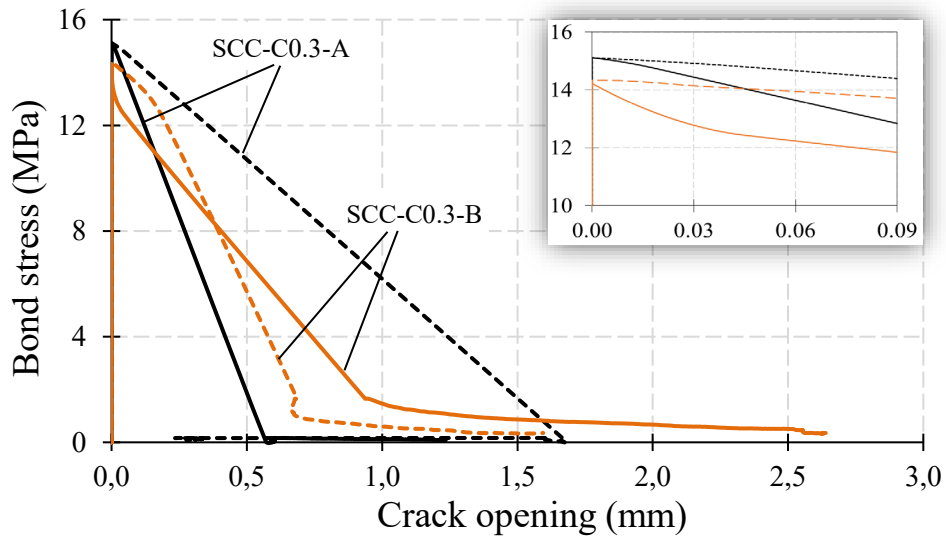 Bond stress (MPa)
16
12
8
4
0
SCC-C0.3-A
SCC-C0.3-B
16
14
12
10
0.00 0.03 0.06 0.09
0,0 0,5 1,0 1,5 2,0 2,5 3,0
Crack opening (mm)